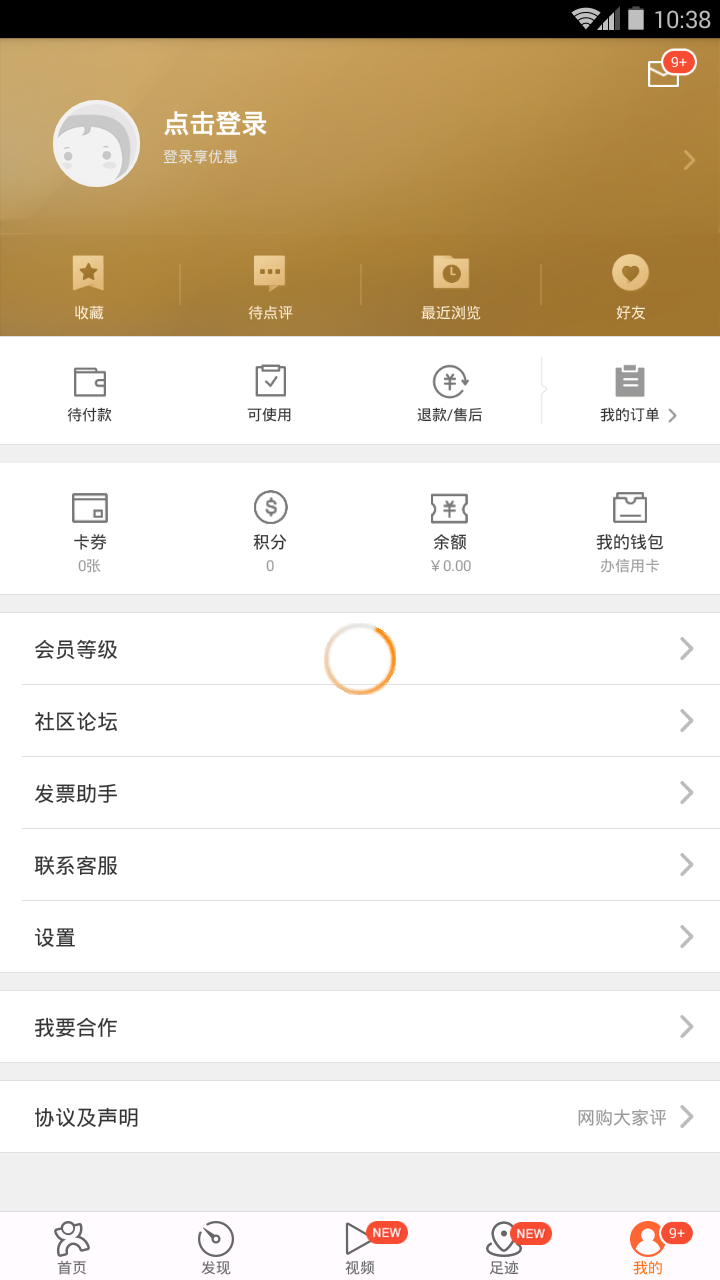 10:38
9+
点击登录
登录享优惠
收藏
待点评
最近浏览
好友
待付款
可使用
退款/售后
我的订单
卡券
积分
余额
我的钱包
0张
0
￥0.00
办信用卡
会员等级
社区论坛
发票助手
联系客服
设置
我要合作
协议及声明
网购大家评
NEW
NEW
9+
首页
发现
视频
足迹
我的